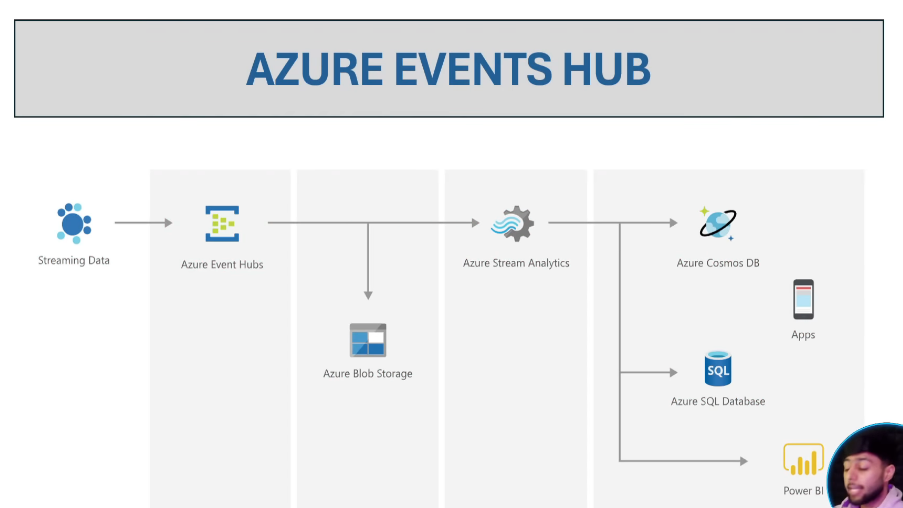 AZURE EVENTS HUB
Streaming Data
Azure Event Hubs
Azure Stream Analytics
Azure Cosmos DB
Apps
Azure Blob Storage
SQL
Azure SQL Database
Power BI